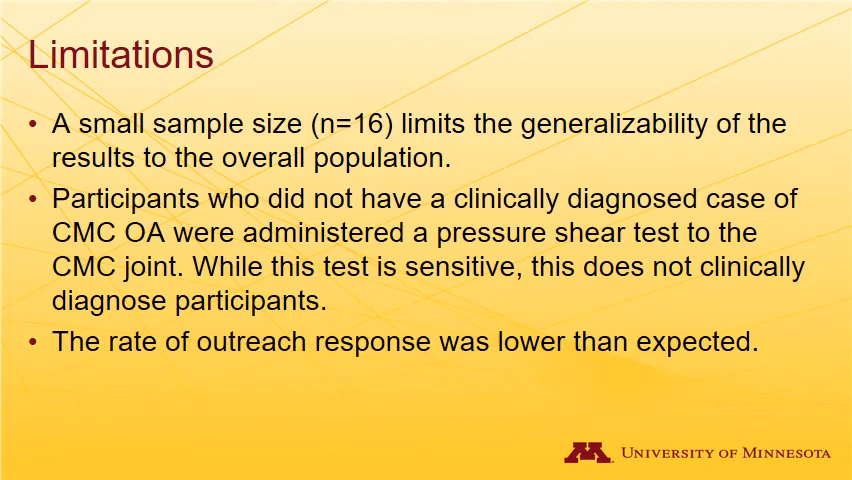 Limitations
• A small sample size (n=16) limits the generalizability of the
results to the overall population.
• Participants who did not have a clinically diagnosed case of
CMC OA were administered a pressure shear test to the
CMC joint. While this test is sensitive, this does not clinically
diagnose participants.
• The rate of outreach response was lower than expected.
M UNIVERSITY OF MINNESOTA